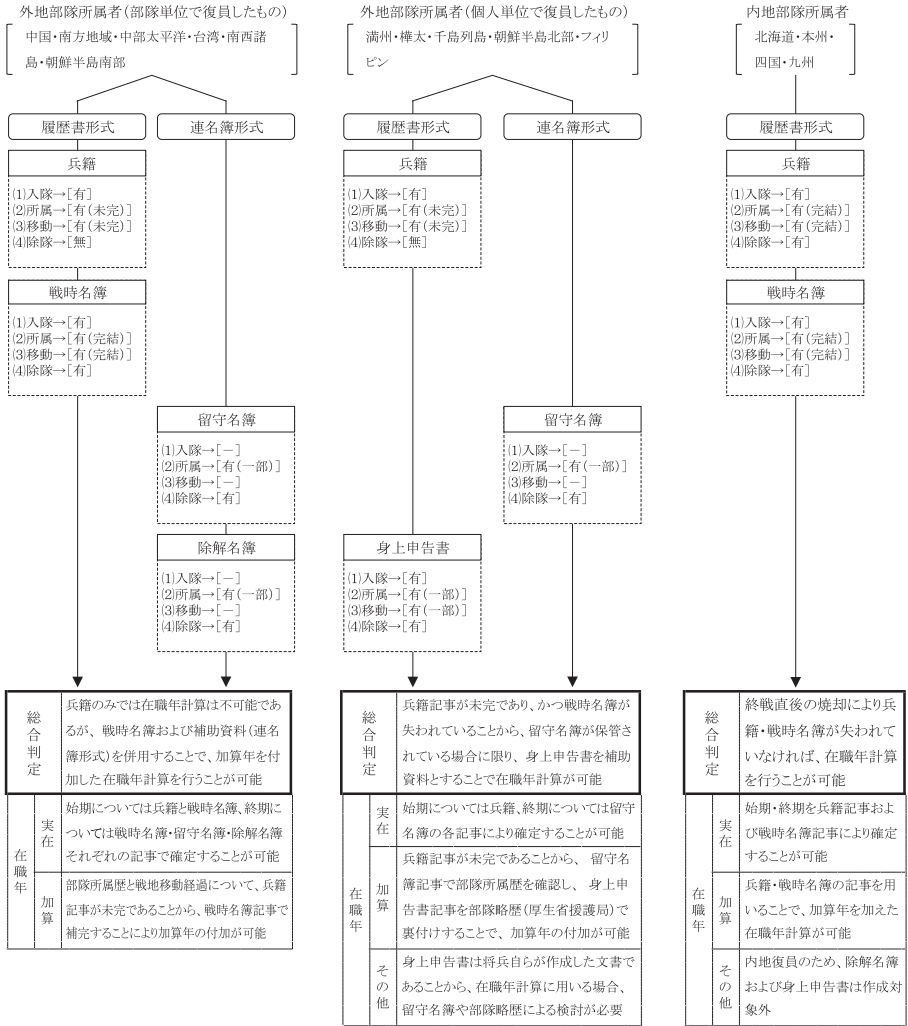 外地部隊所属者(部隊単位で復員したもの)
中国・南方地域・中部太平洋・台湾・南西諸
島・朝鮮半島南部
履歴書形式
連名簿形式
兵籍
(1)入隊→[有]
(2)所属→[有(未完)]
(3)移動→[有(未完)]
(4)除隊→[無]
戦時名簿
(1)入隊→[有]
(2)所属→[有(完結)]
(3)移動→[有(完結)]
(4)除隊→[有]
留守名簿
(1)入隊→[－]
(2)所属→[有(一部)]
(3)移動→[－]
(4)除隊→[有]
除解名簿
(1)入隊→[－]
(2)所属→[有(一部)]
(3)移動→[－]
(4)除隊→[有]
総合判定
兵籍のみでは在職年計算は不可能であ
るが、戦時名簿および補助資料(連名
簿形式)を併用することで、加算年を付
加した在職年計算を行うことが可能
在職年
実在
始期については兵籍と戦時名簿、終期に
ついては戦時名簿・留守名簿・除解名簿
それぞれの記事で確定することが可能
加算
部隊所属歴と戦地移動経過について、兵籍
記事が未完であることから、戦時名簿記事で
補完することにより加算年の付加が可能
外地部隊所属者(個人単位で復員したもの)
満州・樺太・千島列島・朝鮮半島北部・フィリ
ピン
履歴書形式
連名簿形式
兵籍
(1)入隊→[有]
(2)所属→[有(未完)]
(3)移動→[有(未完)]
(4)除隊→[無]
留守名簿
(1)入隊→[－]
(2)所属→[有(一部)]
(3)移動→[－]
(4)除隊→[有]
身上申告書
(1)入隊→[有]
(2)所属→[有(一部)]
(3)移動→[有(一部)]
(4)除隊→[有]
総合判定
兵籍記事が未完であり、かつ戦時名簿が
失われていることから、留守名簿が保管さ
れている場合に限り、身上申告書を補助
資料とすることで在職年計算が可能
在職年
実在
始期については兵籍、終期については留守
名簿の各記事により確定することが可能
加算
兵籍記事が未完であることから、留守名
簿記事で部隊所属歴を確認し、身上申
告書記事を部隊略歴(厚生省援護局)で
裏付けすることで、加算年の付加が可能
その他
身上申告書は将兵自らが作成した文書で
あることから、在職年計算に用いる場合、
留守名簿や部隊略歴による検討が必要
内地部隊所属者
北海道・本州・
四国・九州
履歴書形式
兵籍
(1)入隊→[有]
(2)所属→[有(完結)]
(3)移動→[有(完結)]
(4)除隊→[有]
戦時名簿
(1)入隊→[有]
(2)所属→[有(完結)]
(3)移動→[有(完結)]
(4)除隊→[有]
総合判定
終戦直後の焼却により兵
籍・戦時名簿が失われて
いなければ、在職年計算
を行うことが可能
在職年
実在
始期・終期を兵籍記事およ
び戦時名簿記事により確定
することが可能
加算
兵籍・戦時名簿の記事を用
いることで、加算年を加えた
在職年計算が可能
その他
内地復員のため、除解名簿
および身上申告書は作成対
象外